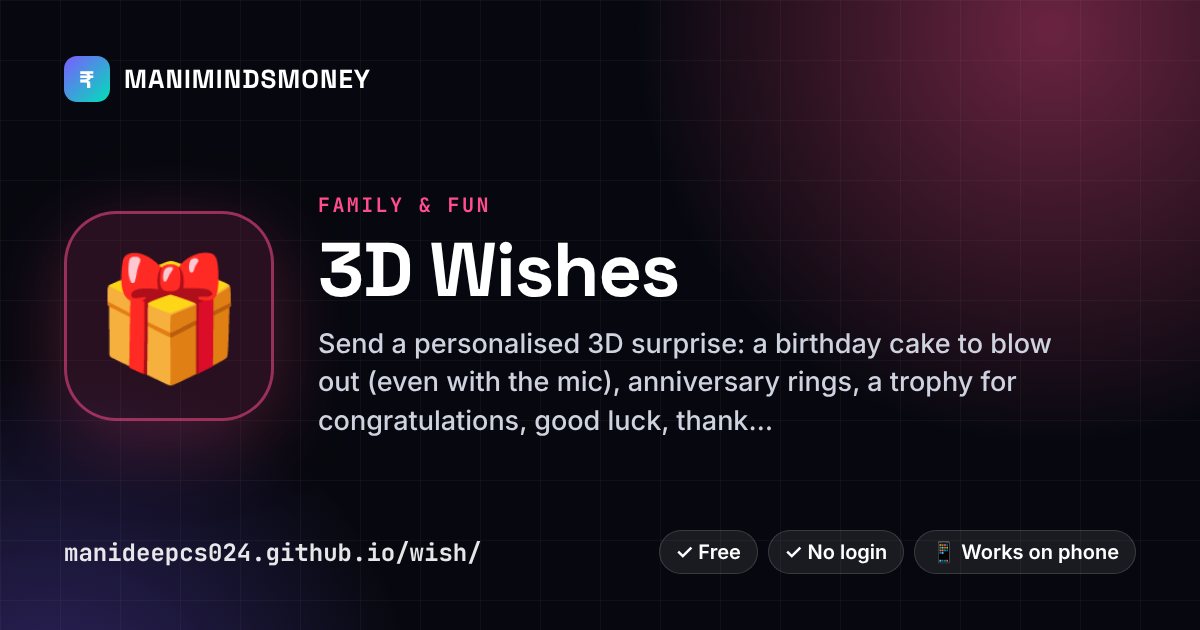 ₹ MANIMINDSMONEY
FAMILY & FUN
3D Wishes
Send a personalised 3D surprise: a birthday cake to blow
out (even with the mic), anniversary rings, a trophy for
congratulations, good luck, thank...
manideepcs024.github.io/wish/
✓ Free
✓ No login
📱 Works on phone